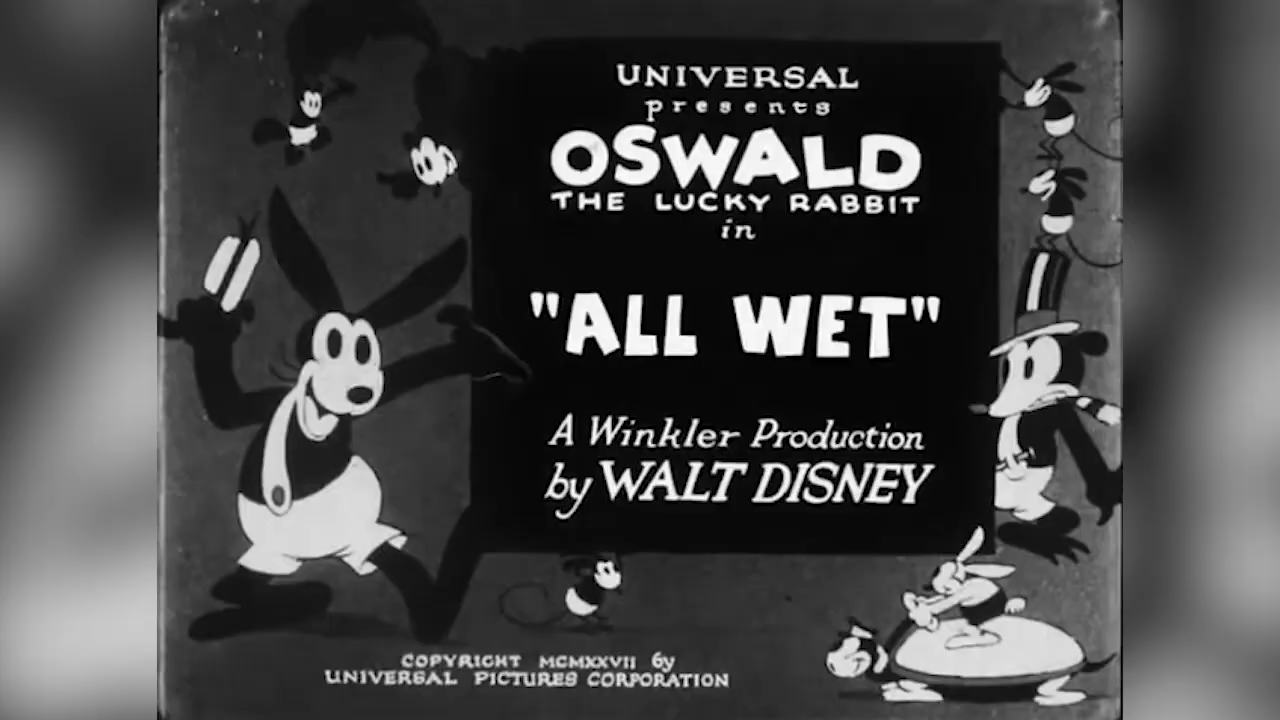 UNIVERSAL
presents
OSWALD
THE LUCKY RABBIT
in
"ALL WET"
A Winkler Production
by WALT DISNEY
COPYRIGHT MCMXXVII by
UNIVERSAL PICTURES CORPORATION